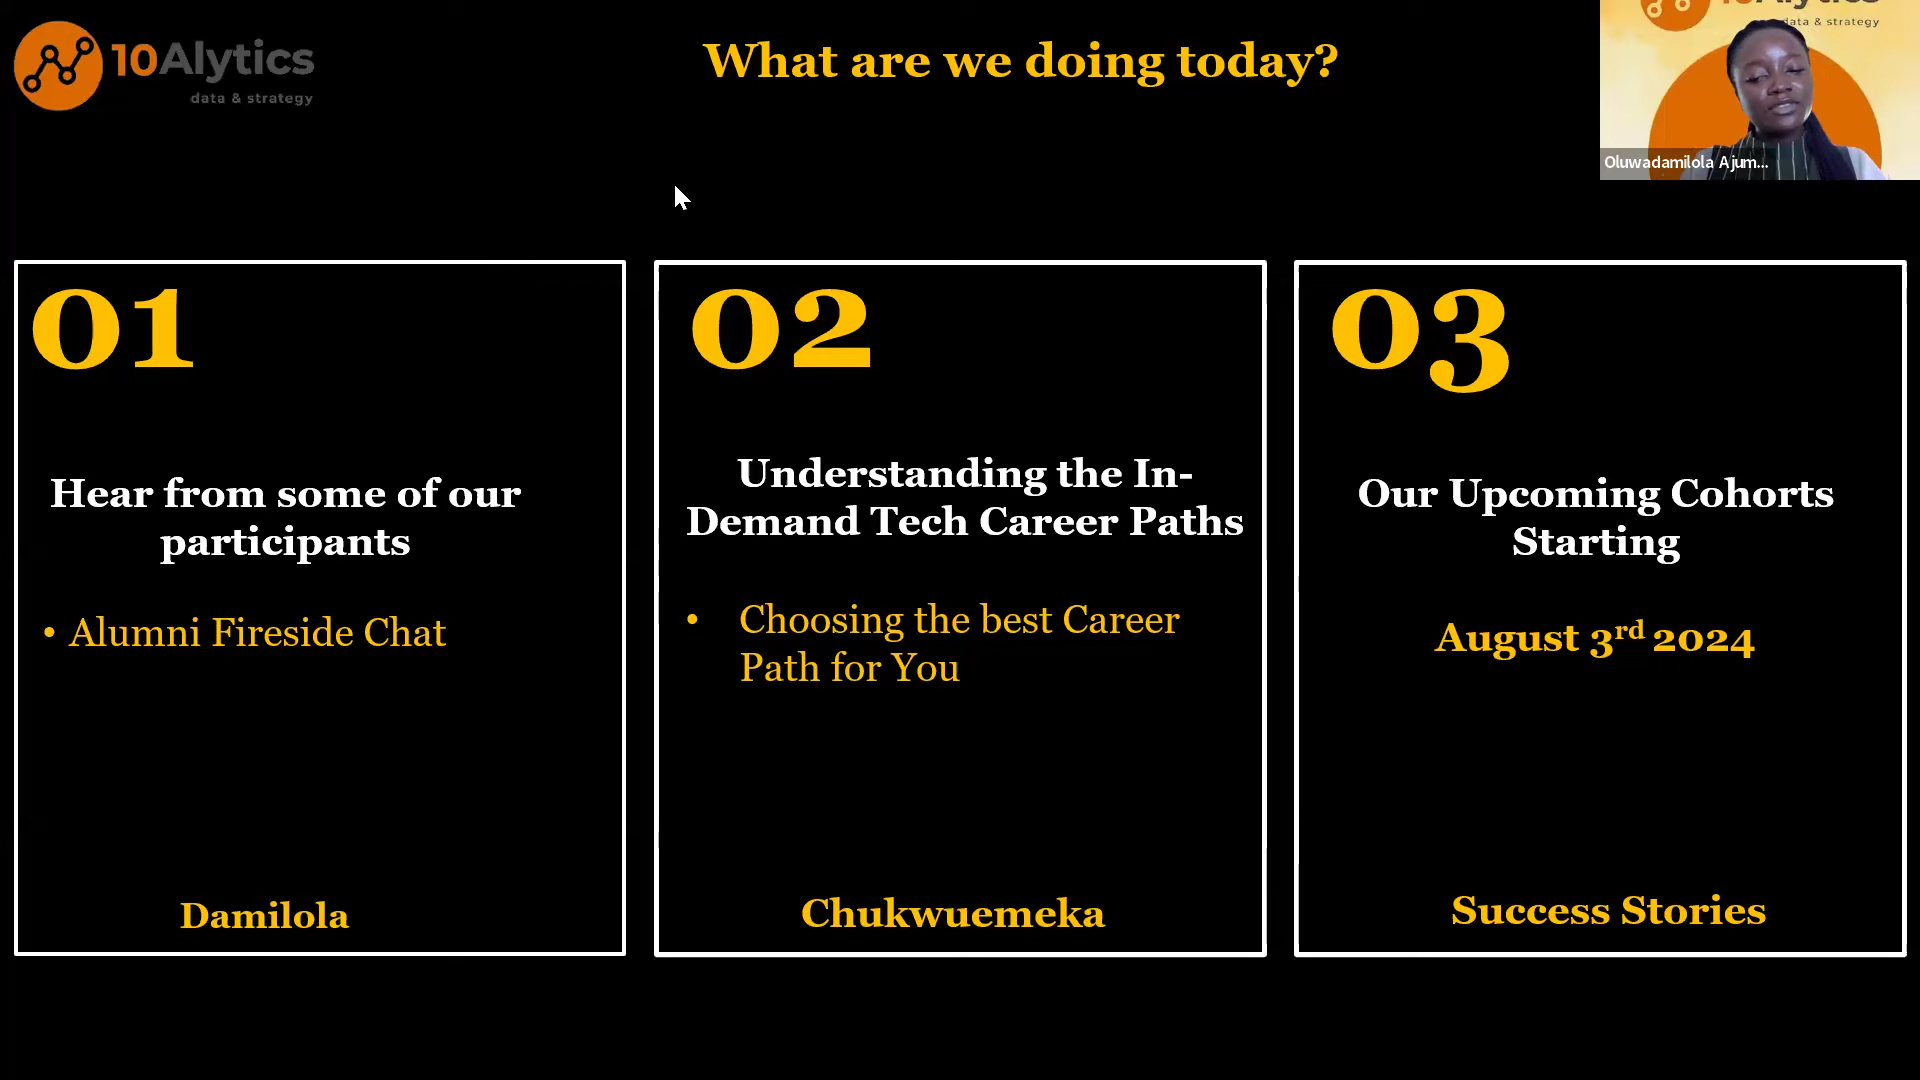 10Alytics
data & strategy
What are we doing today?
data & strategy
Oluwadamilola Ajum...
01
Hear from some of our
participants
• Alumni Fireside Chat
Damilola
02
Understanding the In-
Demand Tech Career Paths
• Choosing the best Career
Path for You
Chukwuemeka
03
Our Upcoming Cohorts
Starting
August 3rd 2024
Success Stories